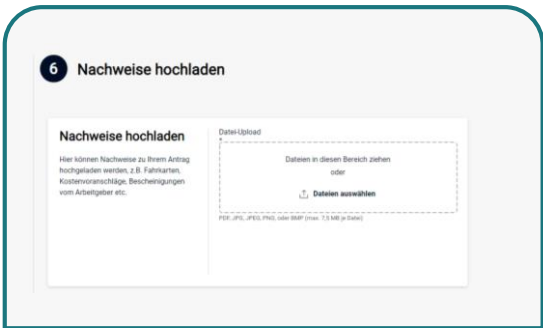 6 Nachweise hochladen
Nachweise hochladen
Hier können Nachweise zu Ihrem Antrag
hochgeladen werden, z.B. Fahrkarten,
Kostenvoranschläge, Bescheinigungen
vom Arbeitgeber etc.
Datei-Upload
*
Dateien in diesen Bereich ziehen
oder
Dateien auswählen
PDF, JPG, JPEG, PNG, oder BMP (max. 7,5 MB je Datei)